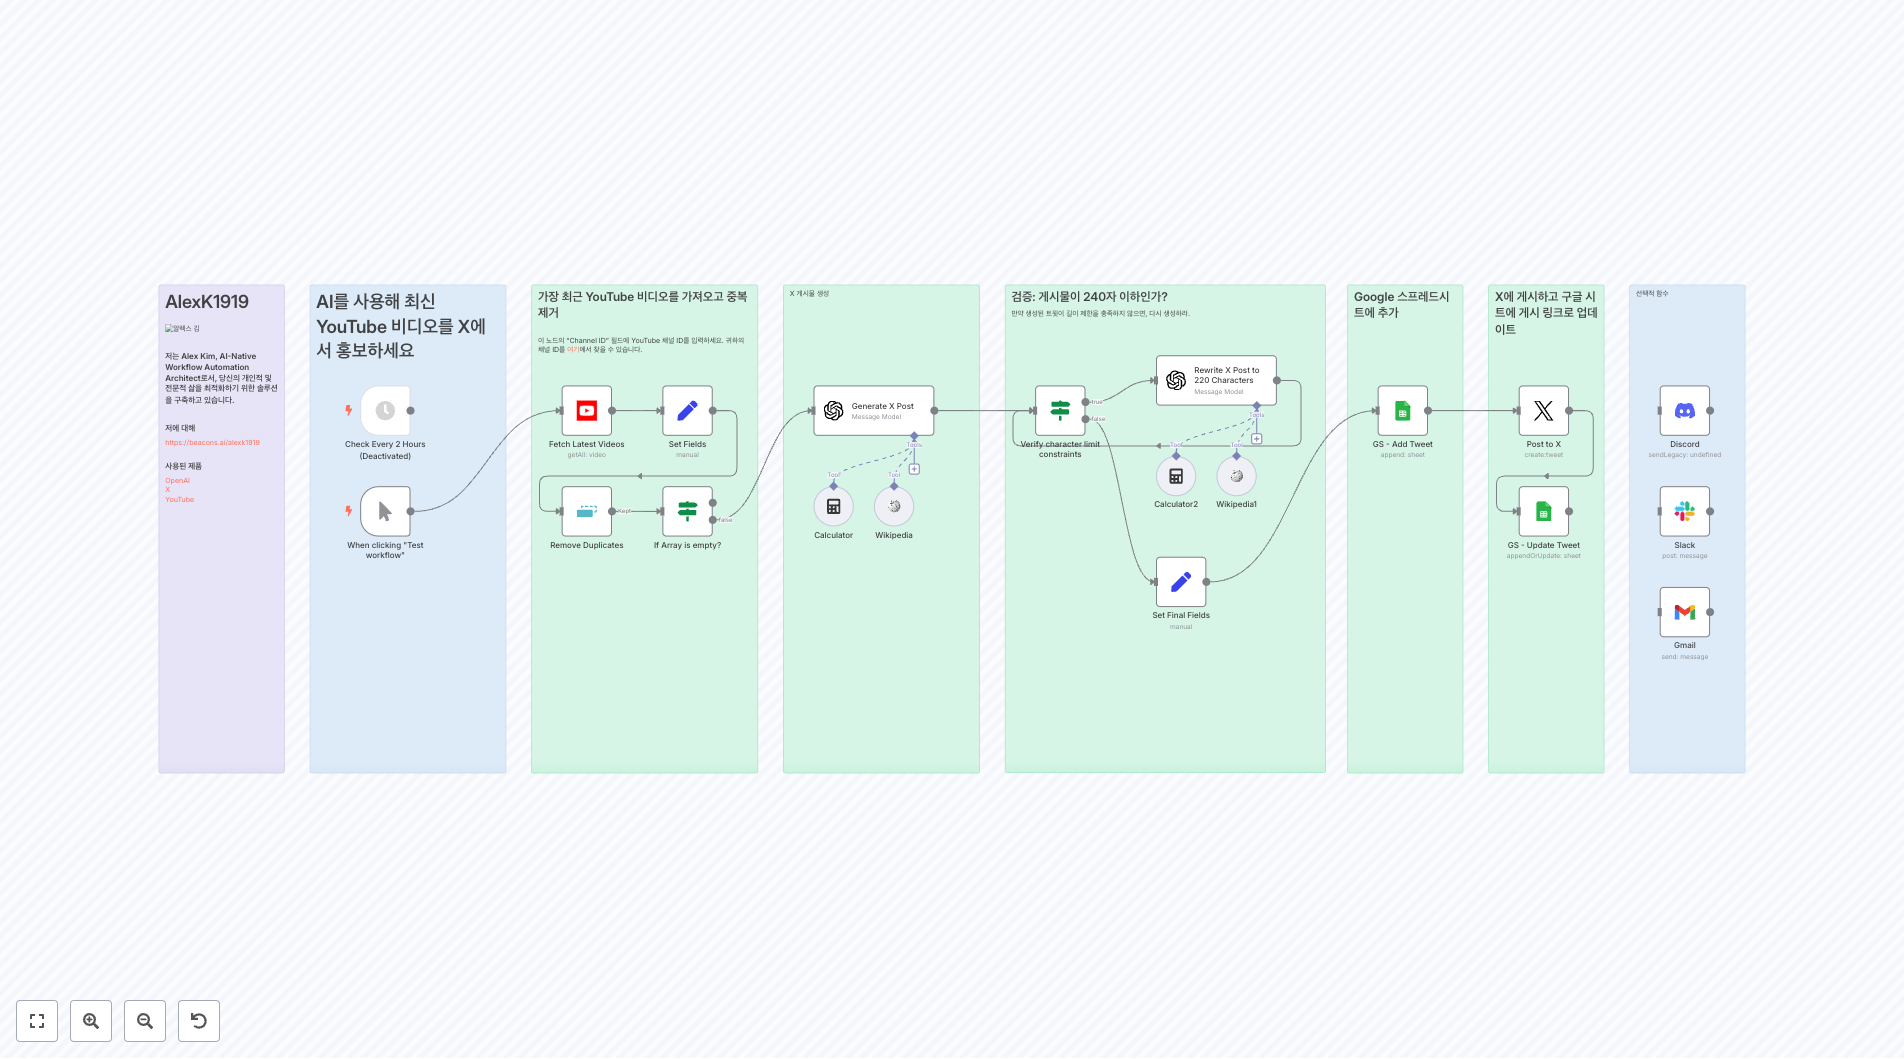 AlexK1919
알렉스 김
저는 Alex Kim, AI-Native
Workflow Automation
Architect로서, 당신의 개인적 및
전문적 삶을 최적화하기 위한 솔루션
을 구축하고 있습니다.
저에 대해
https://beacons.ai/alexk1919
사용된 제품
OpenAI
X
YouTube
AI를 사용해 최신
YouTube 비디오를 X에
서 홍보하세요
Check Every 2 Hours
(Deactivated)
When clicking "Test
workflow"
가장 최근 YouTube 비디오를 가져오고 중복
제거
이 노드의 "Channel ID" 필드에 YouTube 채널 ID를 입력하세요. 귀하의
채널 ID를 여기에서 찾을 수 있습니다.
Fetch Latest Videos
getAll: video
Set Fields
manual
Remove Duplicates
Kept
If Array is empty?
false
X 게시물 생성
Generate X Post
Message Model
Tools
Tool
Tool
Calculator
Wikipedia
검증: 게시물이 240자 이하인가?
만약 생성된 트윗이 길이 제한을 충족하지 않으면, 다시 생성하라.
Verify character limit
constraints
true
false
Rewrite X Post to
220 Characters
Message Model
Tools
Tool
Tool
Calculator2
Wikipedia1
Set Final Fields
manual
Google 스프레드시
트에 추가
GS - Add Tweet
append: sheet
X에 게시하고 구글 시
트에 게시 링크로 업데
이트
Post to X
create:tweet
GS - Update Tweet
appendOrUpdate: sheet
선택적 함수
Discord
sendLegacy: undefined
Slack
post: message
Gmail
send: message